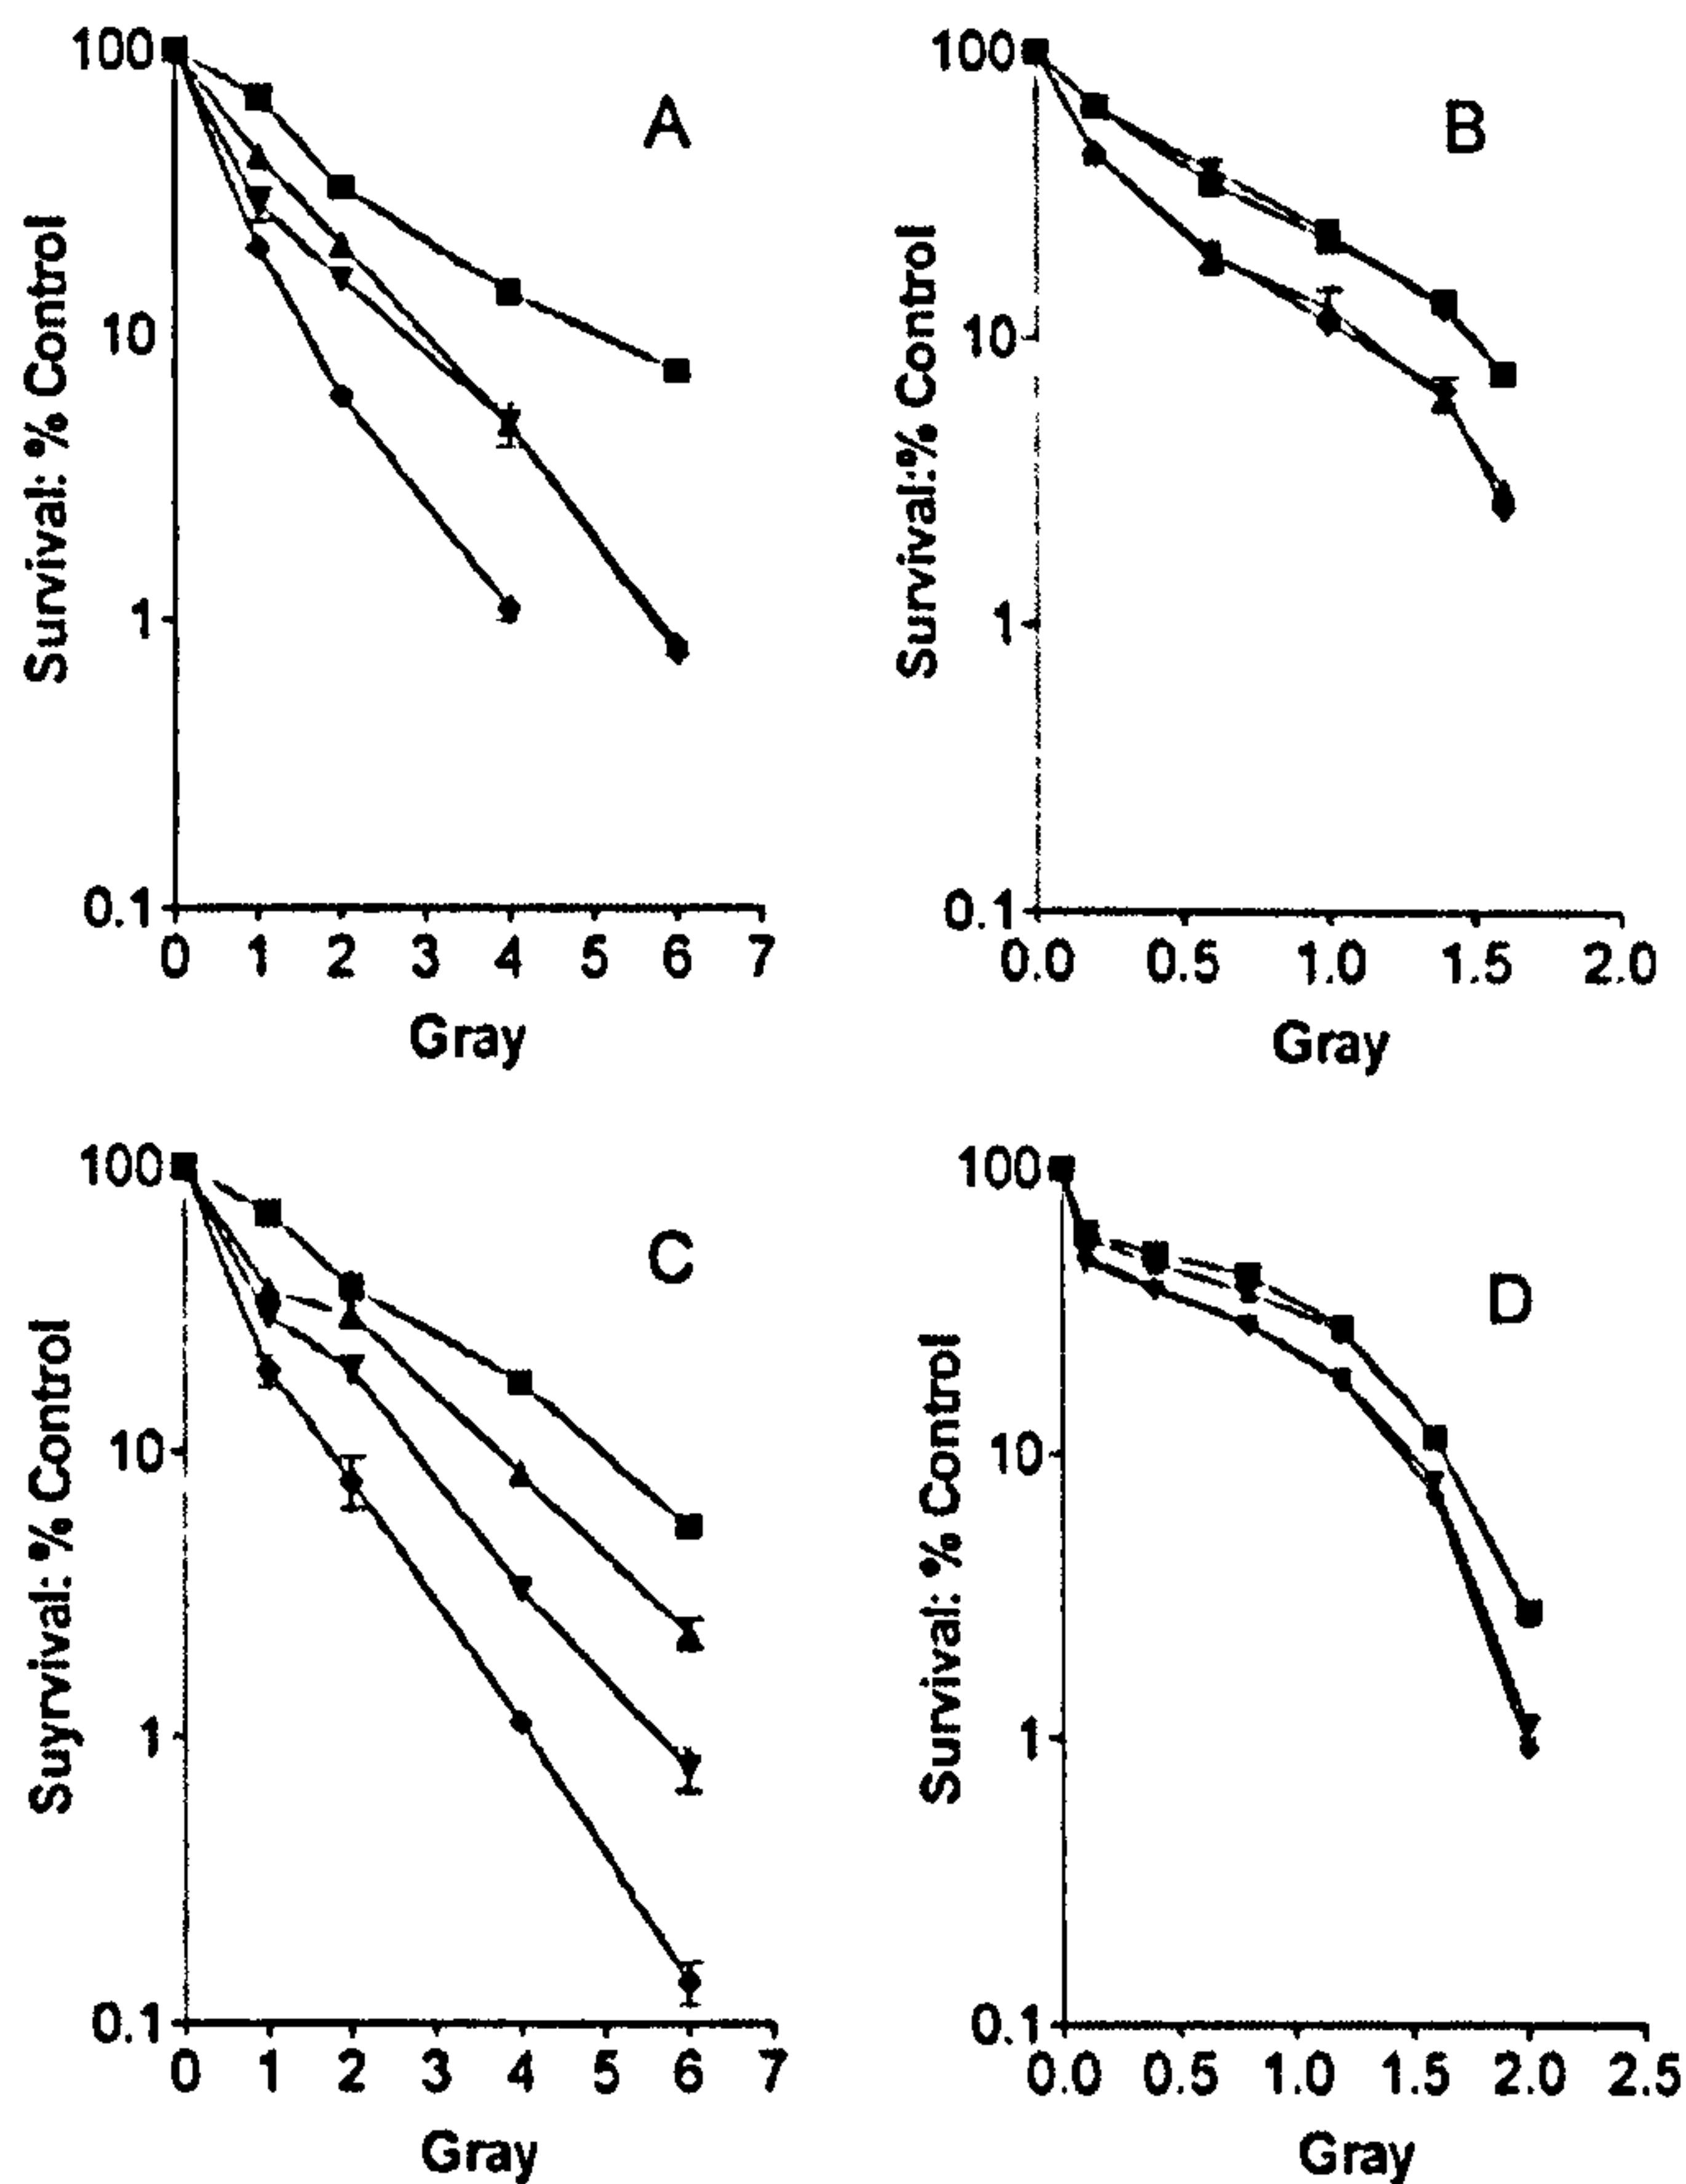 100
10
1
0.1
Survival: % Control
A
0 1 2 3 4 5 6 7
Gray
100
10
1
0.1
Survival:% Control
B
0.0 0.5 1.0 1.5 2.0
Gray
100
10
1
0.1
Suyrvival: % Control
C
0 1 2 3 4 5 6 7
Gray
100
10
1
0.1
Survival: % Control
D
0.0 0.5 1.0 1.5 2.0 2.5
Gray